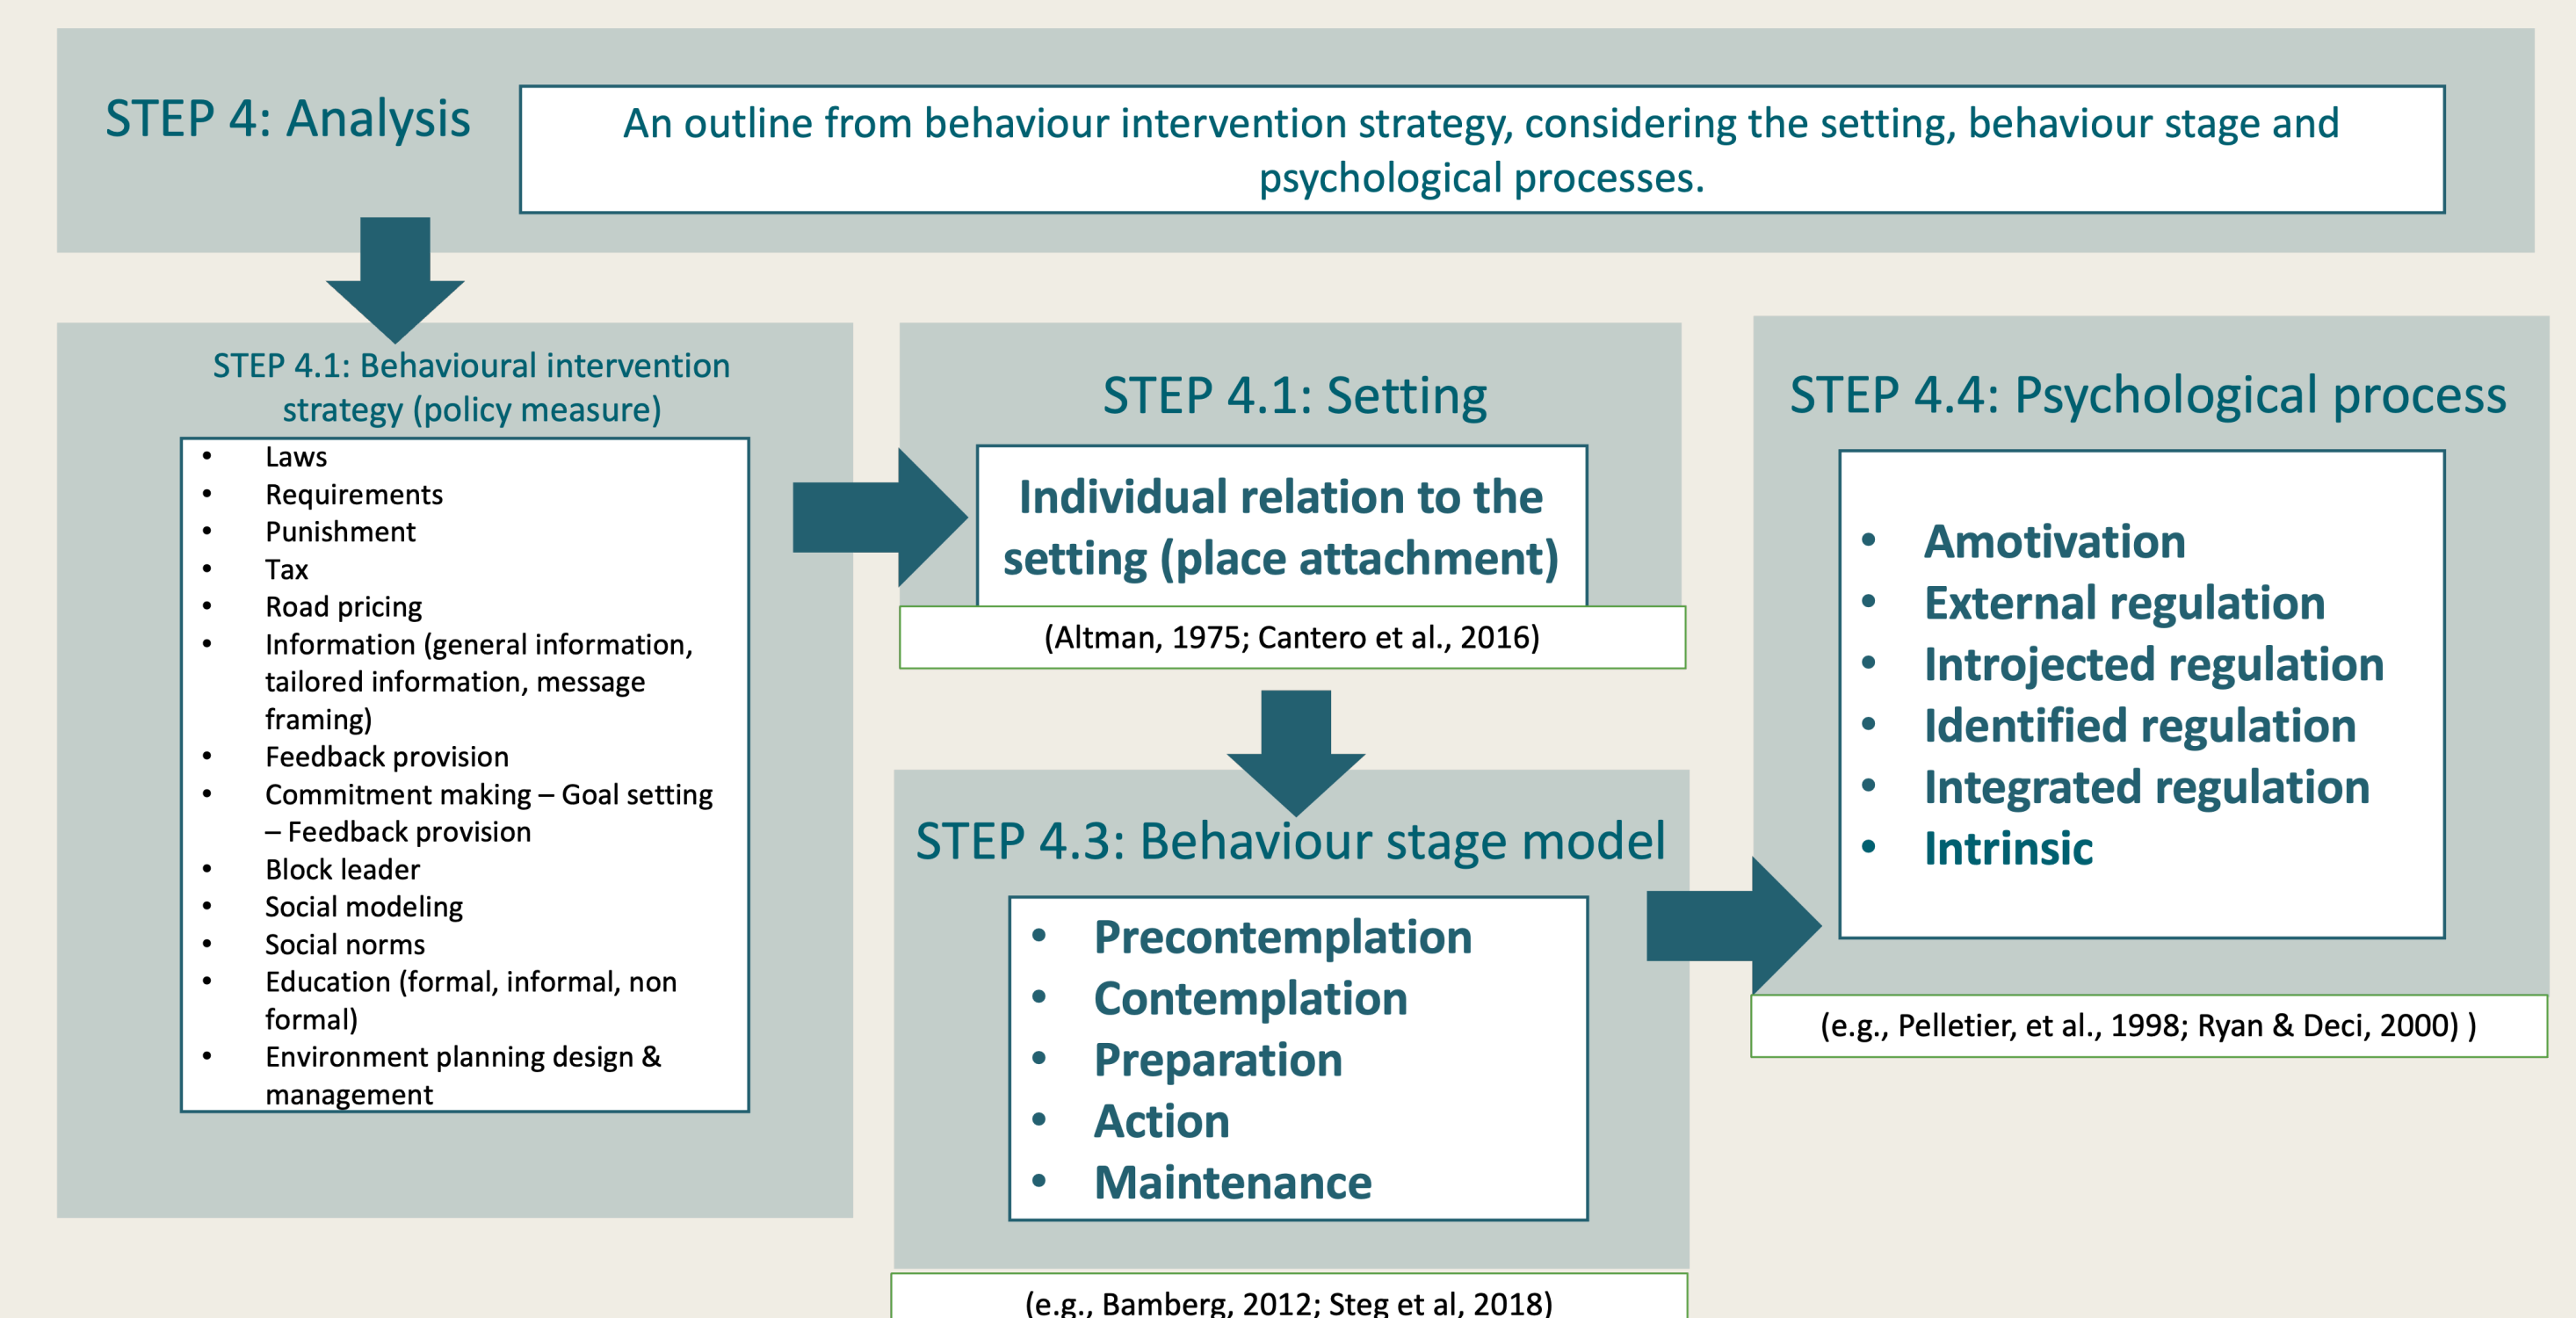 STEP 4: Analysis
An outline from behaviour intervention strategy, considering the setting, behaviour stage and
psychological processes.
STEP 4.1: Behavioural intervention
strategy (policy measure)
• Laws
• Requirements
• Punishment
• Tax
• Road pricing
• Information (general information,
tailored information, message
framing)
• Feedback provision
• Commitment making – Goal setting
– Feedback provision
• Block leader
• Social modeling
• Social norms
• Education (formal, informal, non
formal)
• Environment planning design &
management
STEP 4.1: Setting
Individual relation to the
setting (place attachment)
(Altman, 1975; Cantero et al., 2016)
STEP 4.3: Behaviour stage model
• Precontemplation
• Contemplation
• Preparation
• Action
• Maintenance
(e.g., Bamberg, 2012; Steg et al, 2018)
STEP 4.4: Psychological process
• Amotivation
• External regulation
• Introjected regulation
• Identified regulation
• Integrated regulation
• Intrinsic
(e.g., Pelletier, et al., 1998; Ryan & Deci, 2000) )